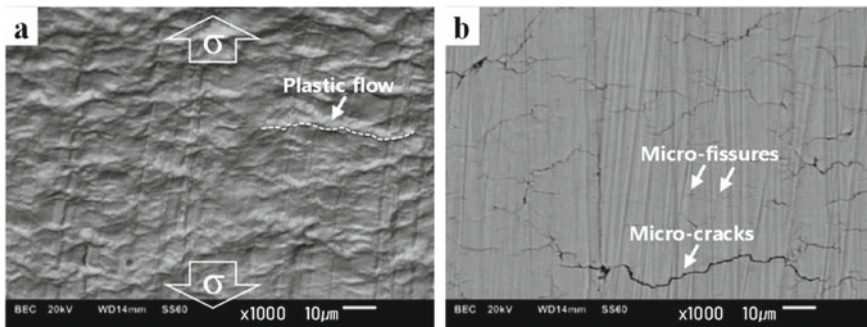 a
σ
Plastic flow
σ
BEC 20kV WD14mm SS60 x1000 10μm
b
Micro-fissures
Micro-cracks
BEC 20kV WD14mm SS60 x1000 10μm